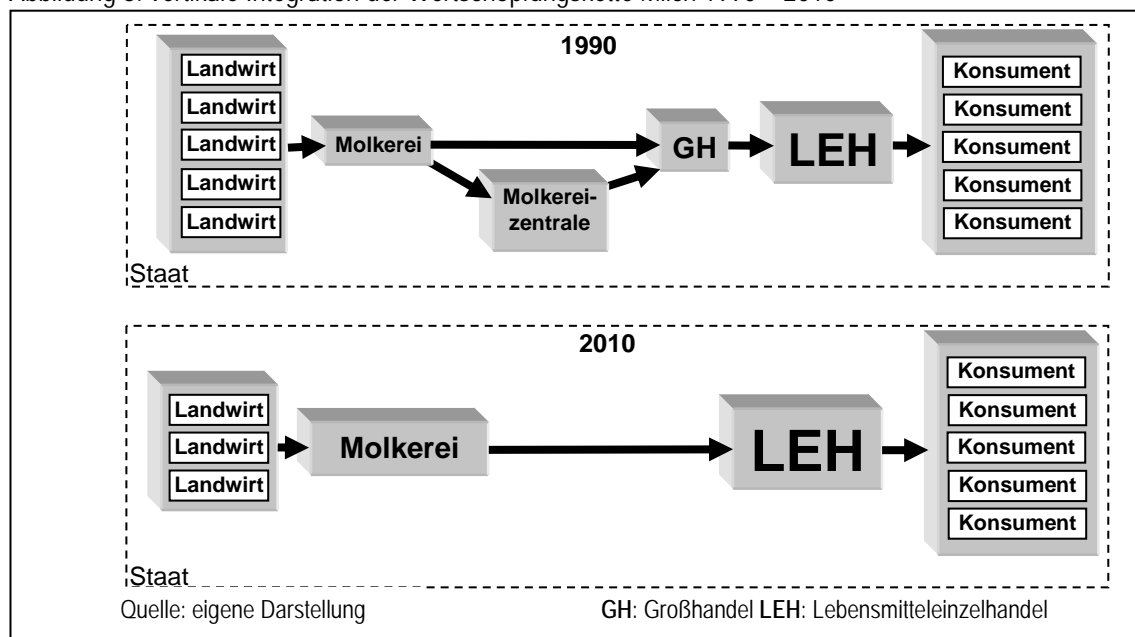 Abbildung Vertikale Integration der Wertschöpfungskette Milch 1990 – 2010
1990
Landwirt
Landwirt
Landwirt
Landwirt
Landwirt
Molkerei
Molkerei-
zentrale
GH
LEH
Konsument
Konsument
Konsument
Konsument
Konsument
Staat
2010
Landwirt
Landwirt
Landwirt
Molkerei
LEH
Konsument
Konsument
Konsument
Konsument
Konsument
Staat
Quelle: eigene Darstellung GH: Großhandel LEH: Lebensmitteleinzelhandel